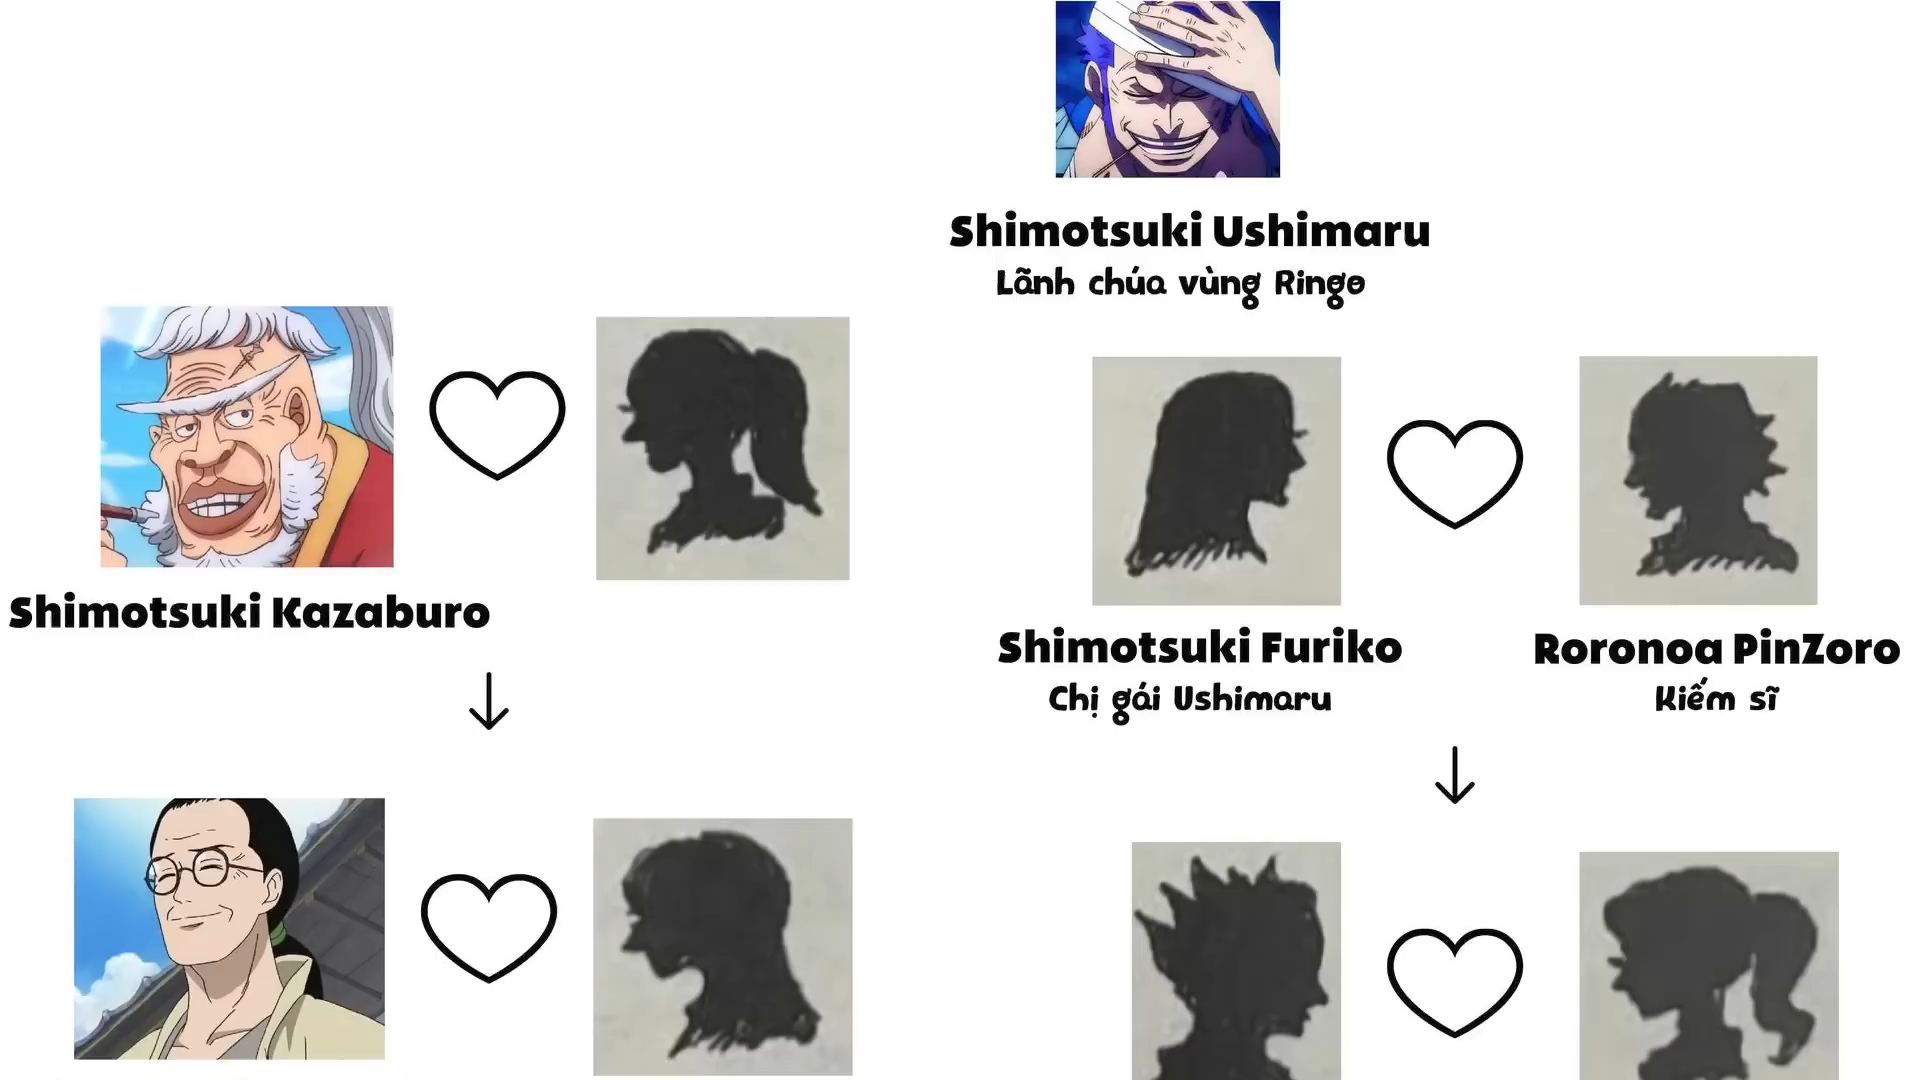 Shimotsuki Ushimaru
Lãnh chúa vùng Ringo
Shimotsuki Kazaburo
Shimotsuki Furiko
Chị gái Ushimaru
Roronoa PinZoro
Kiếm sĩ